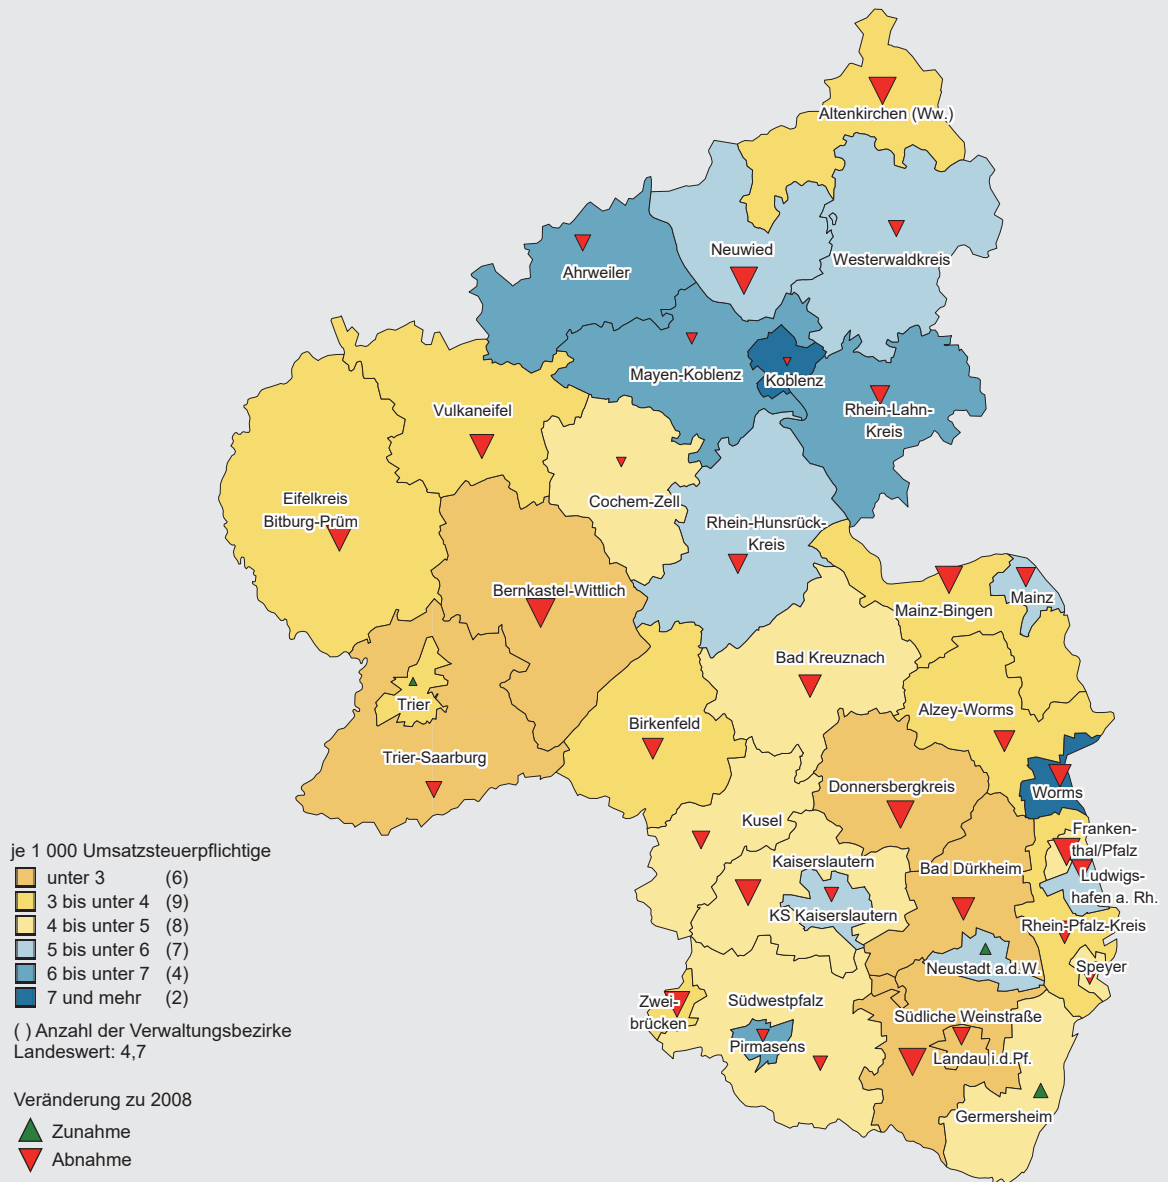 Altenkirchen (Ww.)
Neuwied
Westerwaldkreis
Ahrweiler
Mayen-Koblenz
Koblenz
Rhein-Lahn-
Kreis
Vulkaneifel
Cochem-Zell
Eifelkreis
Bitburg-Prüm
Rhein-Hunsrück-
Kreis
Bernkastel-Wittlich
Mainz
Mainz-Bingen
Bad Kreuznach
Trier
Alzey-Worms
Birkenfeld
Trier-Saarburg
Donnersbergkreis
Worms
Kusel
Franken-
thal/Pfalz
Kaiserslautern
Bad Dürkheim
Ludwigs-
hafen a. Rh.
KS Kaiserslautern
Rhein-Pfalz-Kreis
Neustadt a.d.W.
Speyer
Zwei-
brücken
Südwestpfalz
Südliche Weinstraße
Pirmasens
Landau i.d.Pf.
Germersheim
je 1 000 Umsatzsteuerpflichtige
unter 3 (6)
3 bis unter 4 (9)
4 bis unter 5 (8)
5 bis unter 6 (7)
6 bis unter 7 (4)
7 und mehr (2)
( ) Anzahl der Verwaltungsbezirke
Landeswert: 4,7
Veränderung zu 2008
Zunahme
Abnahme